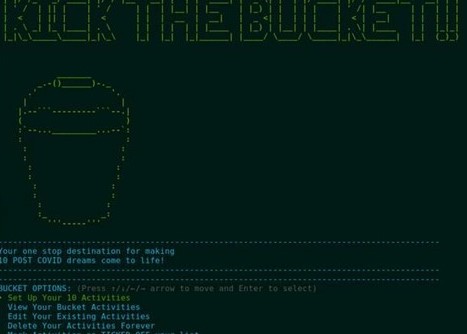 KICK THE BUCKET!!
Your one stop destination for making
10 POST COVID dreams come to life!
BUCKET OPTIONS: (Press ↑/↓/←/→ arrow to move and Enter to select)
Set Up Your 10 Activities
View Your Bucket Activities
Edit Your Existing Activities
Delete Your Activities Forever